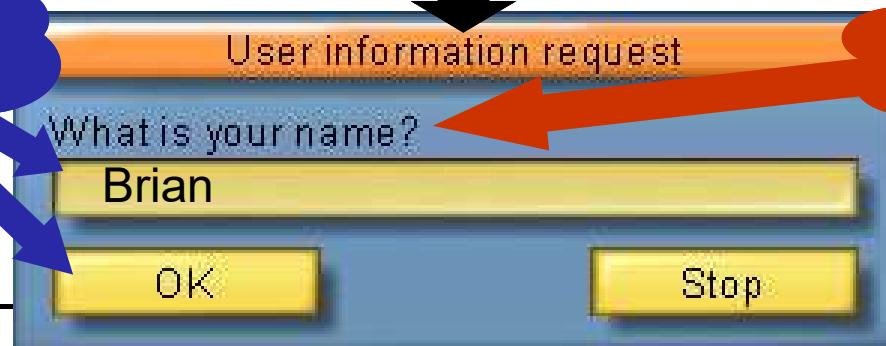 User information request
What is your name?
Brian
OK
Stop